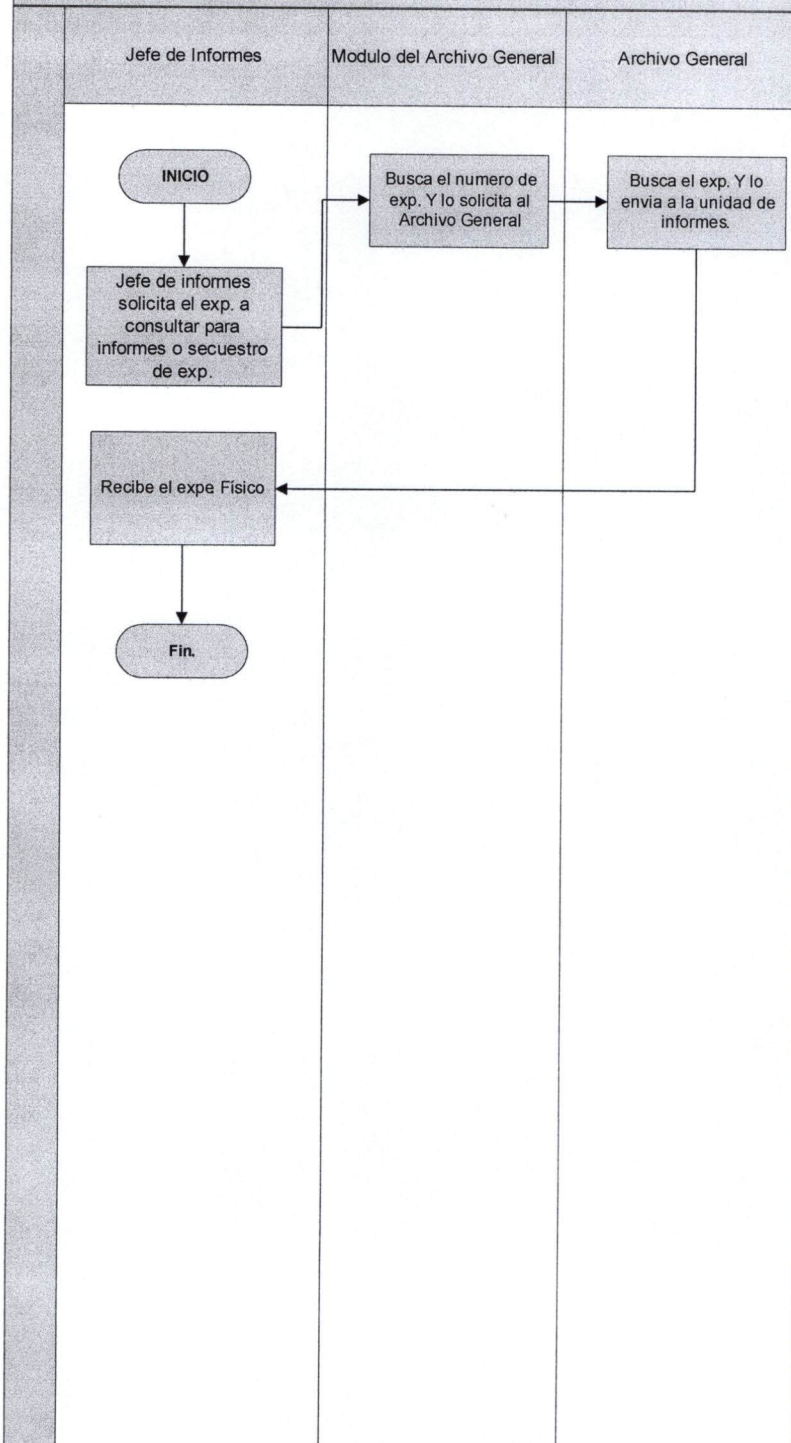 Jefe de Informes
Modulo del Archivo General
Archivo General
INICIO
Jefe de informes
solicita el exp. a
consultar para
informes o secuestro
de exp.
Busca el numero de
exp. Y lo solicita al
Archivo General
Busca el exp. Y lo
envia a la unidad de
informes.
Recibe el expe Físico
Fin.